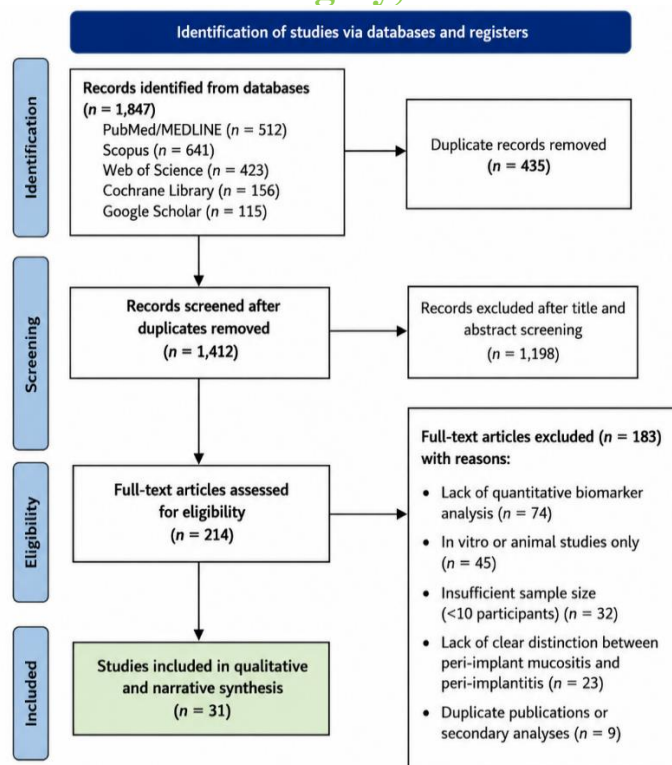 Identification of studies via databases and registers
Identification
Records identified from databases
(n = 1,847)
PubMed/MEDLINE (n = 512)
Scopus (n = 641)
Web of Science (n = 423)
Cochrane Library (n = 156)
Google Scholar (n = 115)
Duplicate records removed
(n = 435)
Screening
Records screened after
duplicates removed
(n = 1,412)
Records excluded after title and
abstract screening
(n = 1,198)
Eligibility
Full-text articles assessed
for eligibility
(n = 214)
Full-text articles excluded (n = 183)
with reasons:
• Lack of quantitative biomarker
analysis (n = 74)
• In vitro or animal studies only
(n = 45)
• Insufficient sample size
(<10 participants) (n = 32)
• Lack of clear distinction between
peri-implant mucositis and
peri-implantitis (n = 23)
• Duplicate publications or
secondary analyses (n = 9)
Included
Studies included in qualitative
and narrative synthesis
(n = 31)